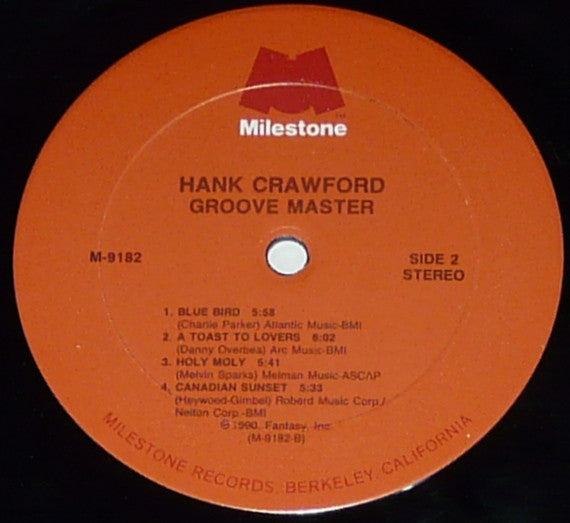 Milestone
HANK CRAWFORD
GROOVE MASTER
M-9182
SIDE 2
STEREO
1. BLUE BIRD 5:58
(Charlie Parker) Atlantic Music-BMI
2. A TOAST TO LOVERS 6:02
(Danny Overbea) Arc Music-BMI
3. HOLY MOLY 5:41
(Melvin Sparks) Melman Music-ASCAP
4. CANADIAN SUNSET 5:33
(Heywood-Gimbel) Roberd Music Corp./
Nelton Corp.-BMI
℗ 1990, Fantasy, Inc.
(M-9182-B)
MILESTONE RECORDS, BERKELEY, CALIFORNIA